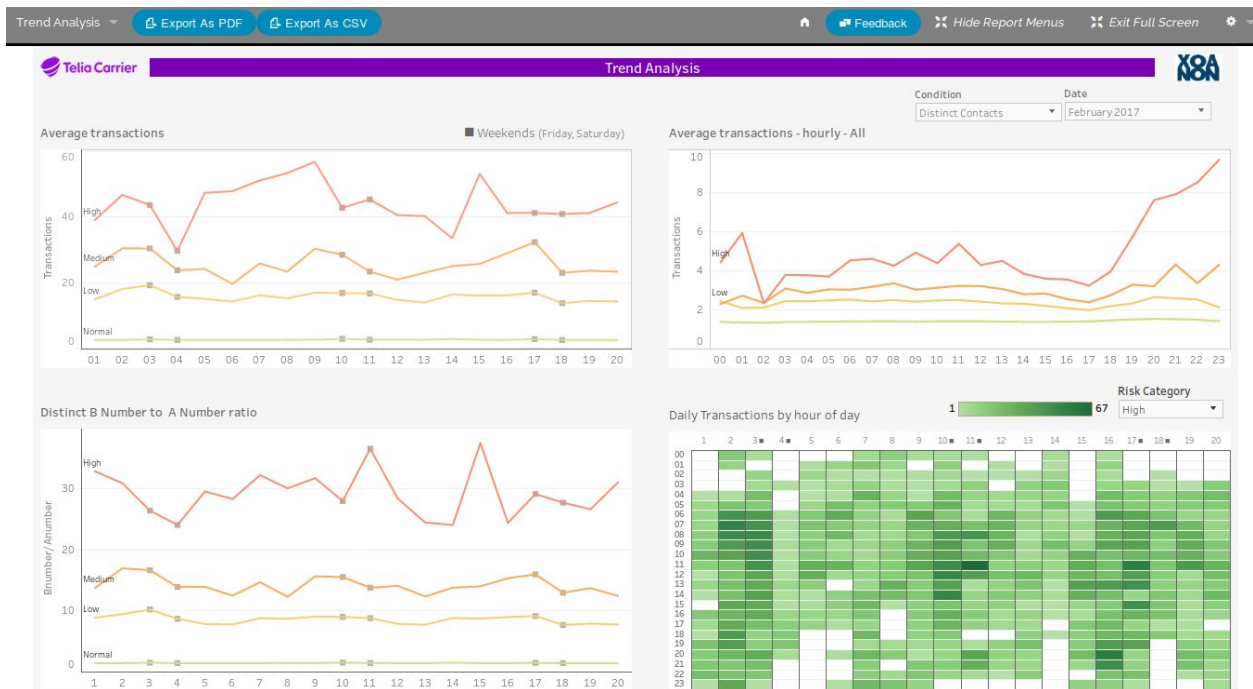 Trend Analysis Export As PDF Export As CSV Feedback Hide Report Menus Exit Full Screen
Telia Carrier Trend Analysis XOANON
Condition Date
Distinct Contacts February 2017
Average transactions Weekends (Friday, Saturday)
60
40
20
0
Transactions
High
Medium
Low
Normal
01 02 03 04 05 06 07 08 09 10 11 12 13 14 15 16 17 18 19 20
Average transactions - hourly - All
10
8
6
4
2
0
Transactions
High
Low
00 01 02 03 04 05 06 07 08 09 10 11 12 13 14 15 16 17 18 19 20 21 22 23
Distinct B Number to A Number ratio
30
20
10
0
Bnumber/Anumber
High
Medium
Low
Normal
1 2 3 4 5 6 7 8 9 10 11 12 13 14 15 16 17 18 19 20
Risk Category
Daily Transactions by hour of day 1 67 High
1 2 3 4 5 6 7 8 9 10 11 12 13 14 15 16 17 18 19 20
00
01
02
03
04
05
06
07
08
09
10
11
12
13
14
15
16
17
18
19
20
21
22
23